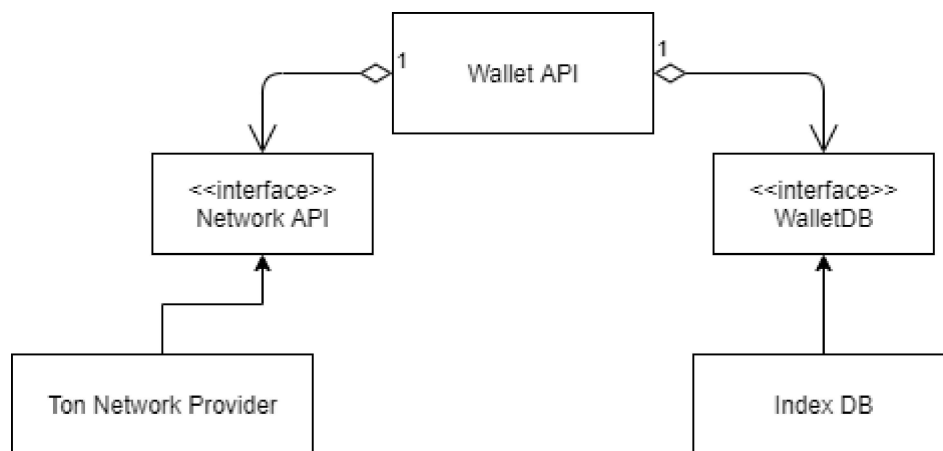 Wallet API
1
1
<<interface>>
Network API
<<interface>>
WalletDB
Ton Network Provider
Index DB